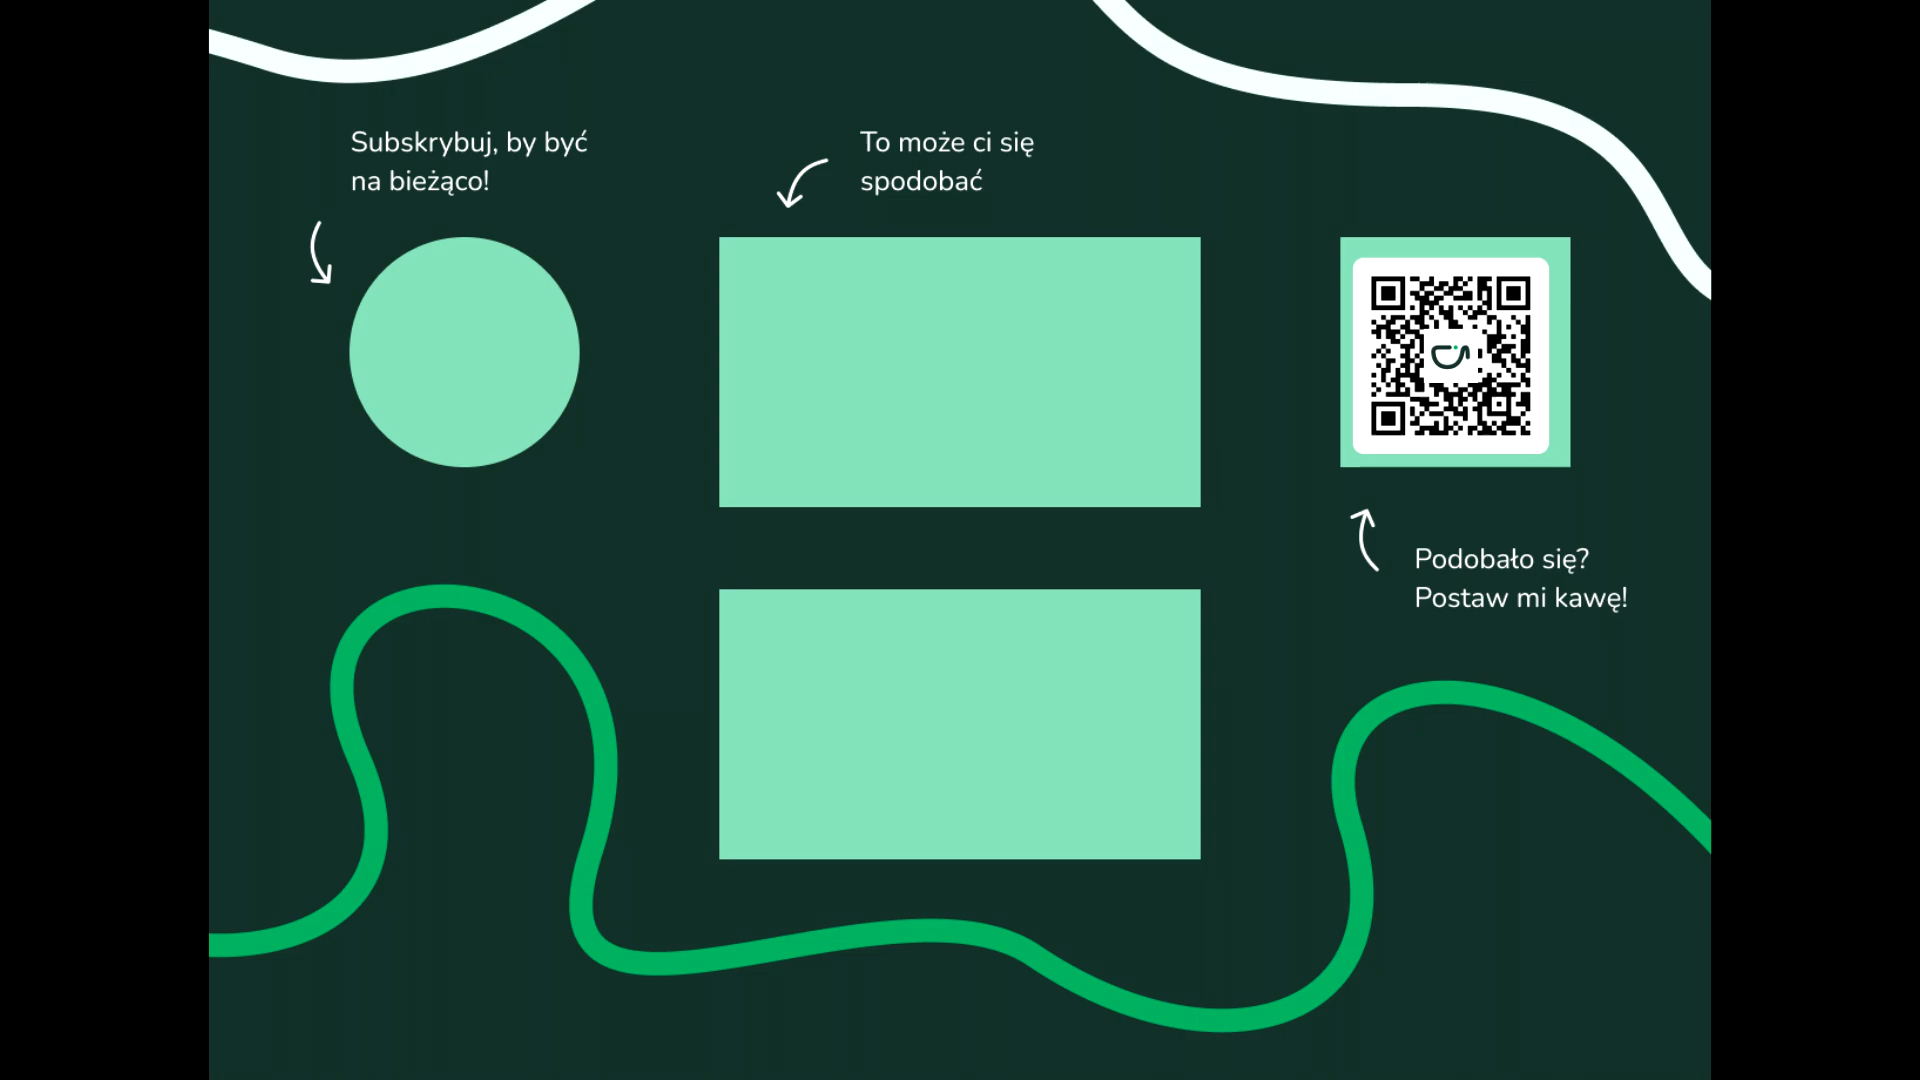 Subskrybuj, by być
na bieżąco!
To może ci się
spodobać
Podobało się?
Postaw mi kawę!